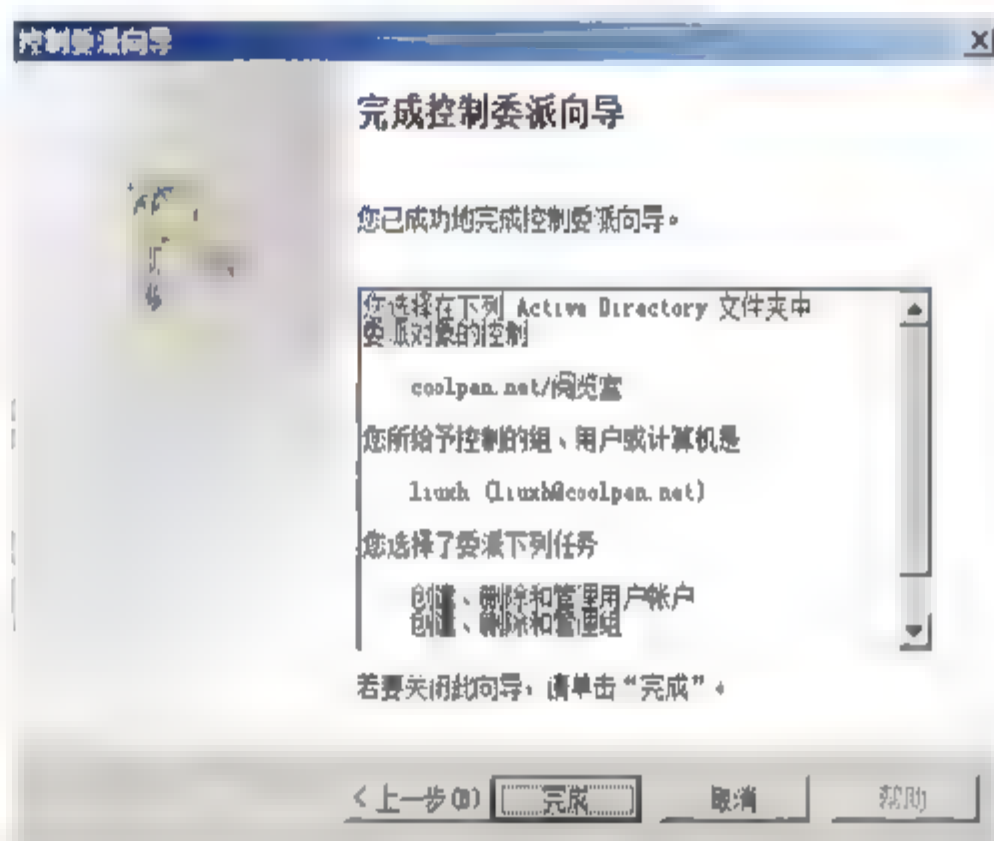 控制委派向导
完成控制委派向导
您已成功地完成控制委派向导。
您选择在下列 Active Directory 文件夹中
委派对象的控制
coolpen.net/阅览室
您所给予控制的组、用户或计算机是
liuxh (liuxh@coolpen.net)
您选择了委派下列任务
创建、删除和管理用户帐户
创建、删除和管理组
若要关闭此向导，请单击“完成”。
< 上一步(B)
完成
取消
帮助